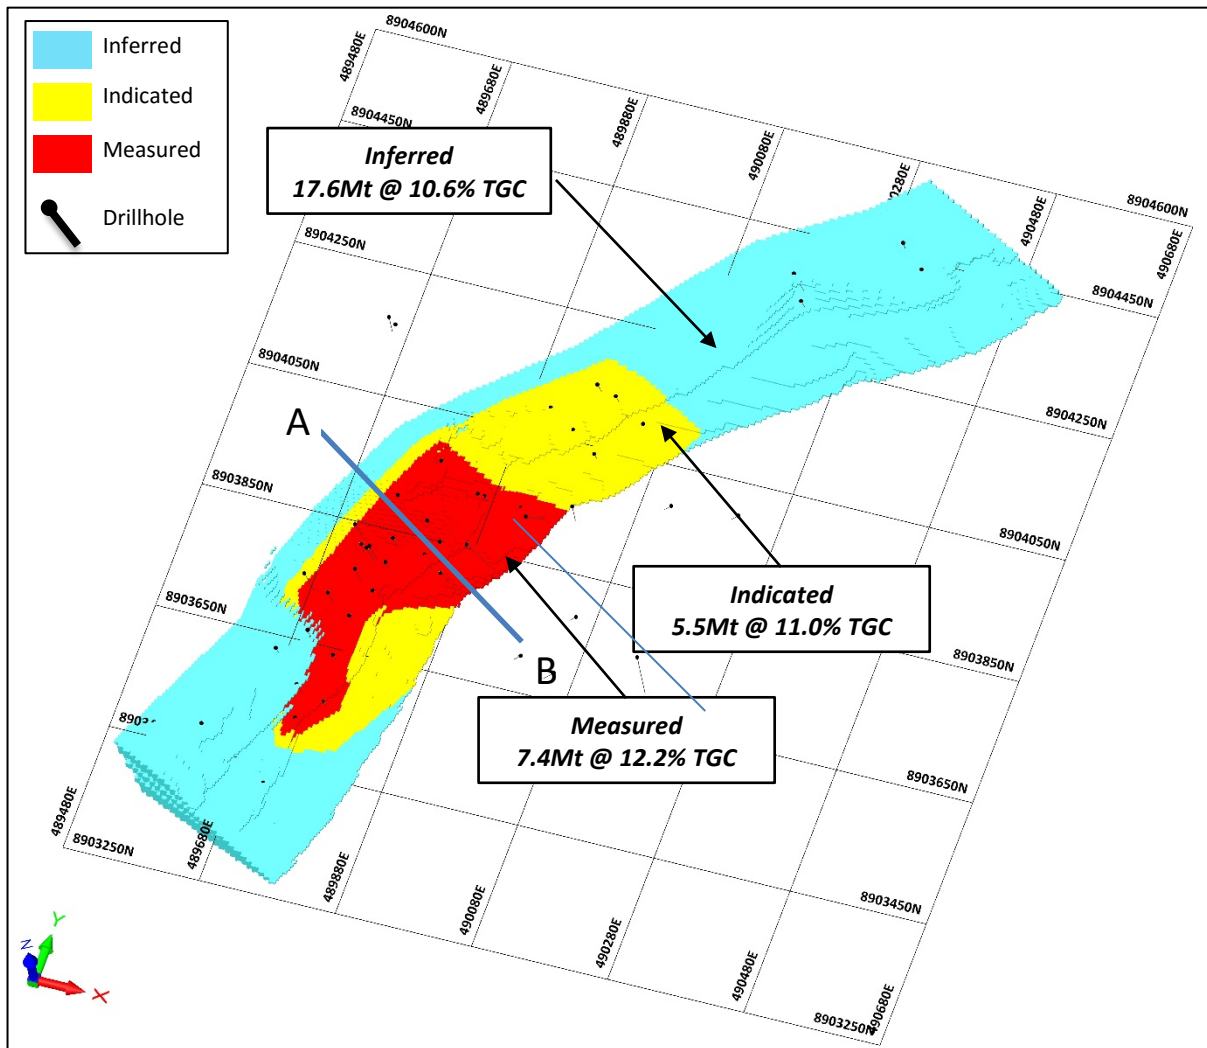 Inferred
Indicated
Measured
Drillhole
8904600N
489480E
489680E
489880E
490080E
490280E
490480E
490680E
8904600N
8904450N
8904250N
8904050N
8903850N
8903650N
8904450N
8904250N
8904050N
8903850N
8903650N
8903450N
8903250N
Inferred
17.6Mt @ 10.6% TGC
A
B
Indicated
5.5Mt @ 11.0% TGC
Measured
7.4Mt @ 12.2% TGC
489480E
8903250N
489680E
489880E
490080E
490280E
490480E
490680E
Y
Z
X